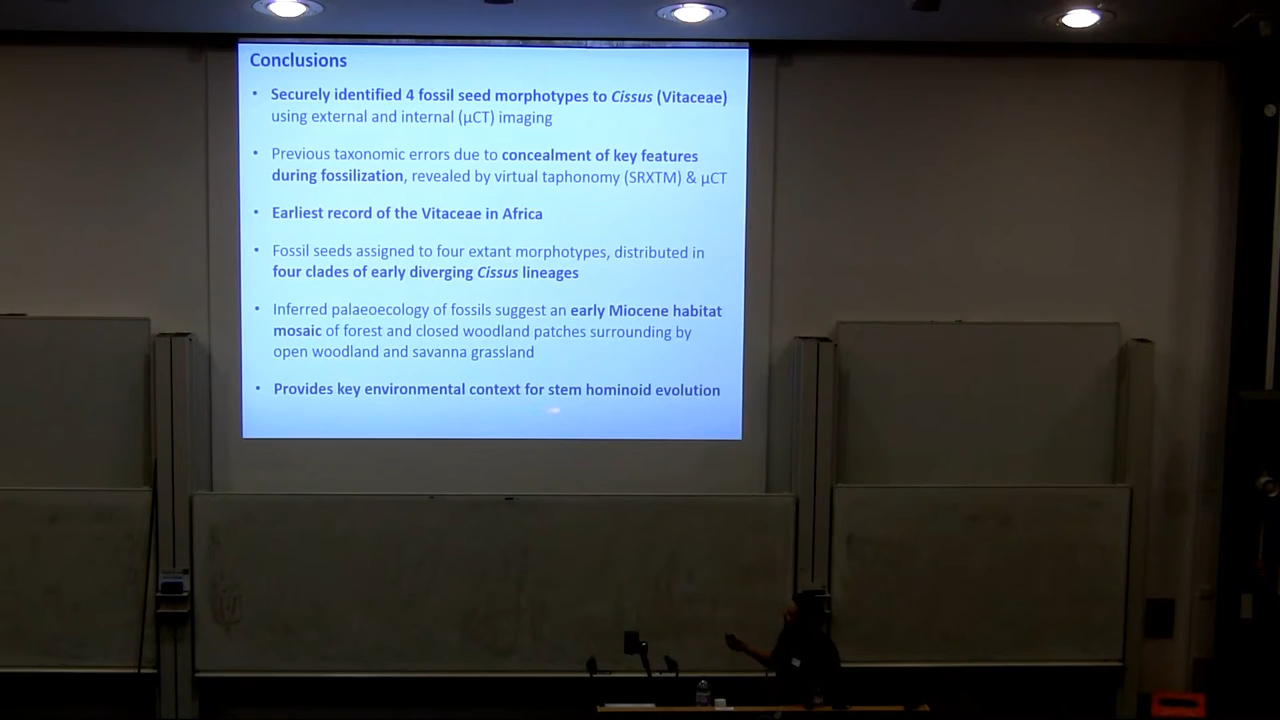 Conclusions
• Securely identified 4 fossil seed morphotypes to Cissus (Vitaceae)
using external and internal (µCT) imaging
• Previous taxonomic errors due to concealment of key features
during fossilization, revealed by virtual taphonomy (SRXTM) & µCT
• Earliest record of the Vitaceae in Africa
• Fossil seeds assigned to four extant morphotypes, distributed in
four clades of early diverging Cissus lineages
• Inferred palaeoecology of fossils suggest an early Miocene habitat
mosaic of forest and closed woodland patches surrounding by
open woodland and savanna grassland
• Provides key environmental context for stem hominoid evolution